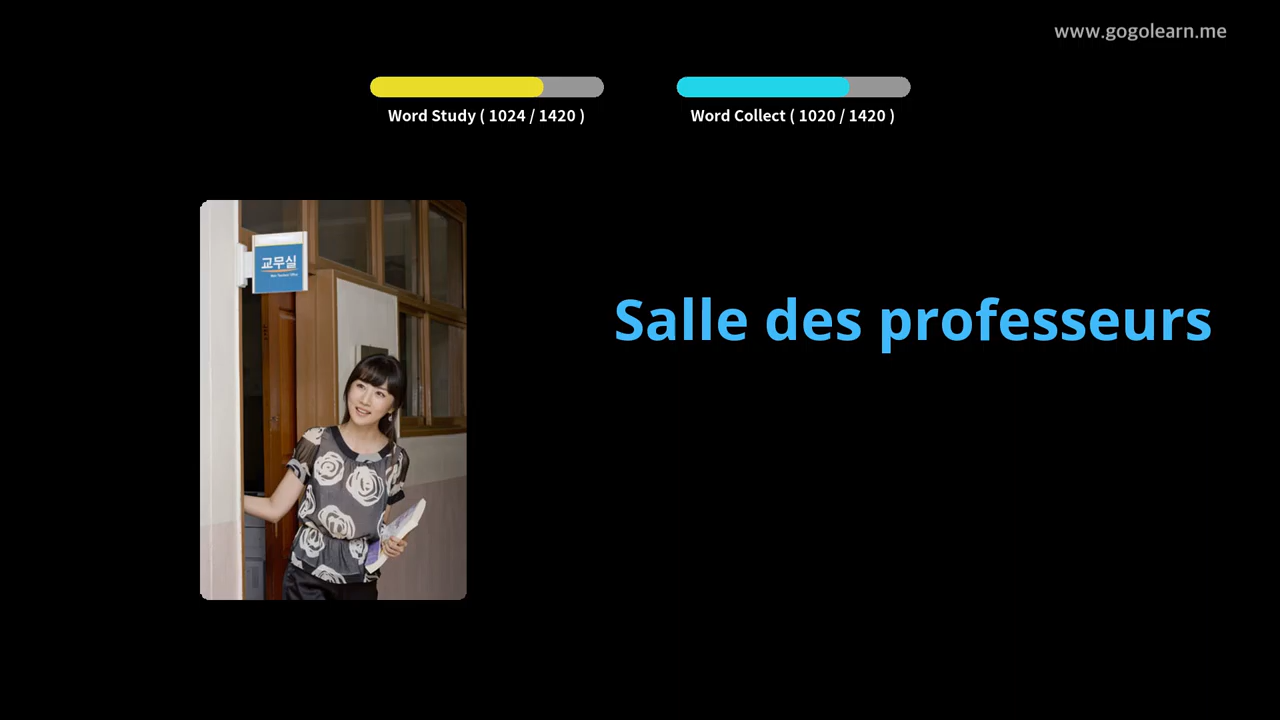 www.gogolearn.me
Word Study ( 1024 / 1420 )
Word Collect ( 1020 / 1420 )
교무실
Salle des professeurs